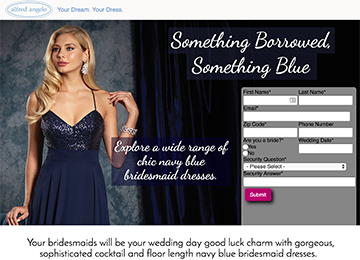 alfred angelo
Your Dream. Your Dress.
Something Borrowed,
Something Blue
First Name*
Last Name*
Email*
Zip Code*
Phone Number
Are you a bride?*
Wedding Date*
Yes
No
Security Question*
- Please Select -
Security Answer*
Submit
Explore a wide range of
chic navy blue
bridesmaid dresses.
Your bridesmaids will be your wedding day good luck charm with gorgeous,
sophisticated cocktail and floor length navy blue bridesmaid dresses.